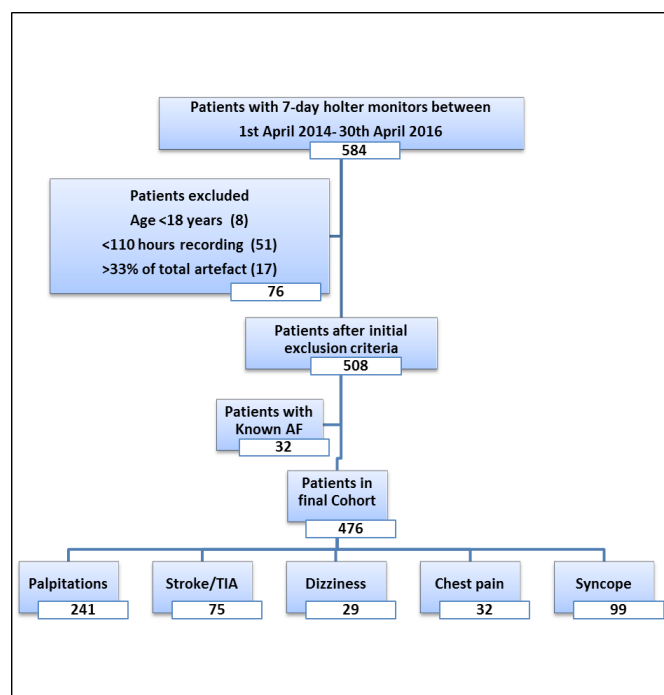 Patients with 7-day holter monitors between
1st April 2014- 30th April 2016
584
Patients excluded
Age <18 years (8)
<110 hours recording (51)
>33% of total artefact (17)
76
Patients after initial
exclusion criteria
508
Patients with
Known AF
32
Patients in
final Cohort
476
Palpitations
241
Stroke/TIA
75
Dizziness
29
Chest pain
32
Syncope
99